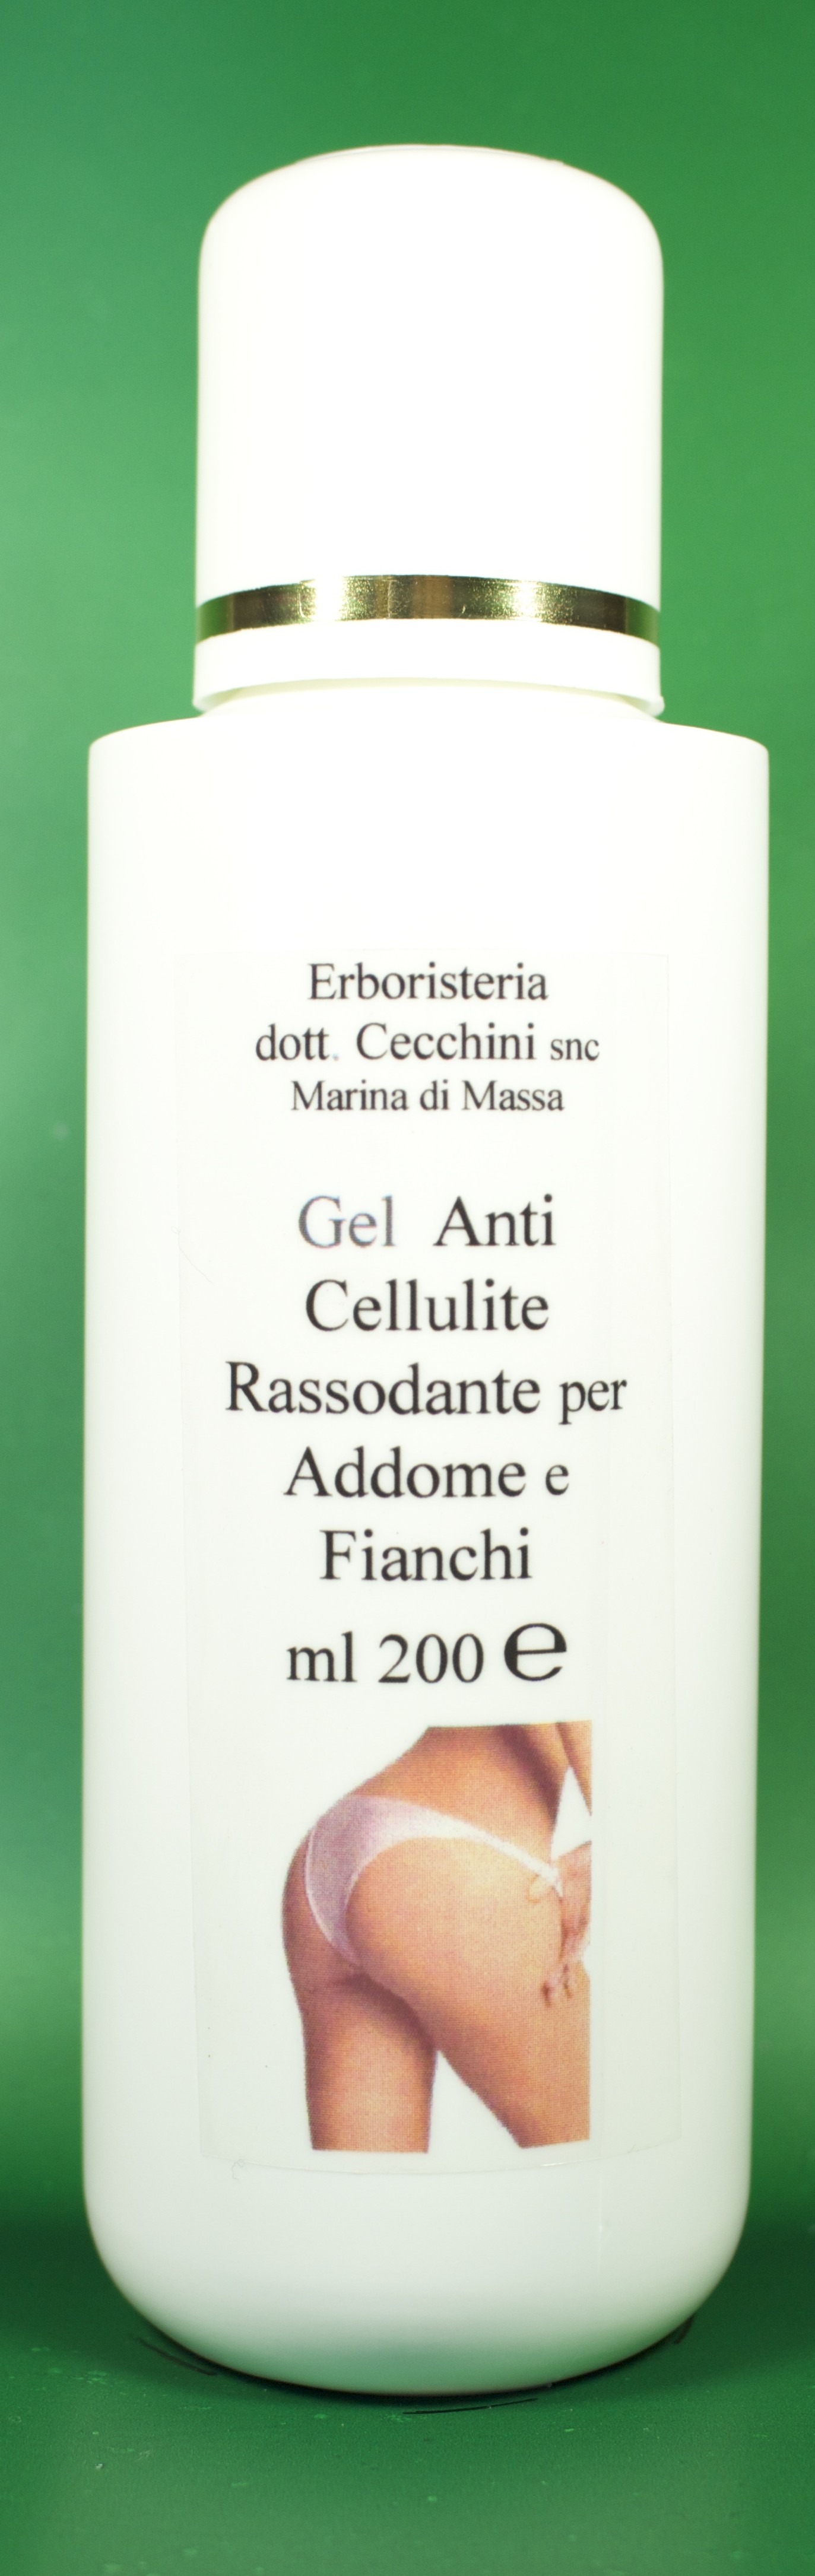 Erboristeria
dott. Cecchini snc
Marina di Massa
Gel Anti
Cellulite
Rassodante per
Addome e
Fianchi
ml 200 ℮